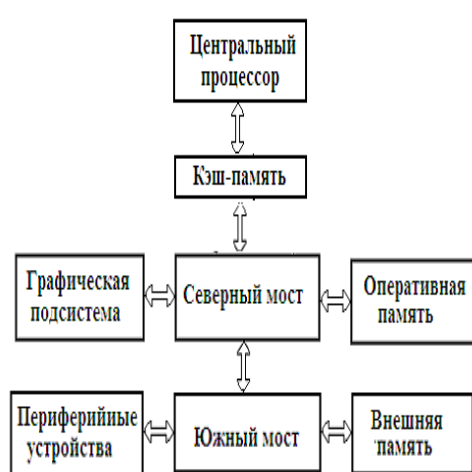 Центральный
процессор
Кэш-память
Графическая
подсистема
Северный мост
Оперативная
память
Периферийные
устройства
Южный мост
Внешняя
память